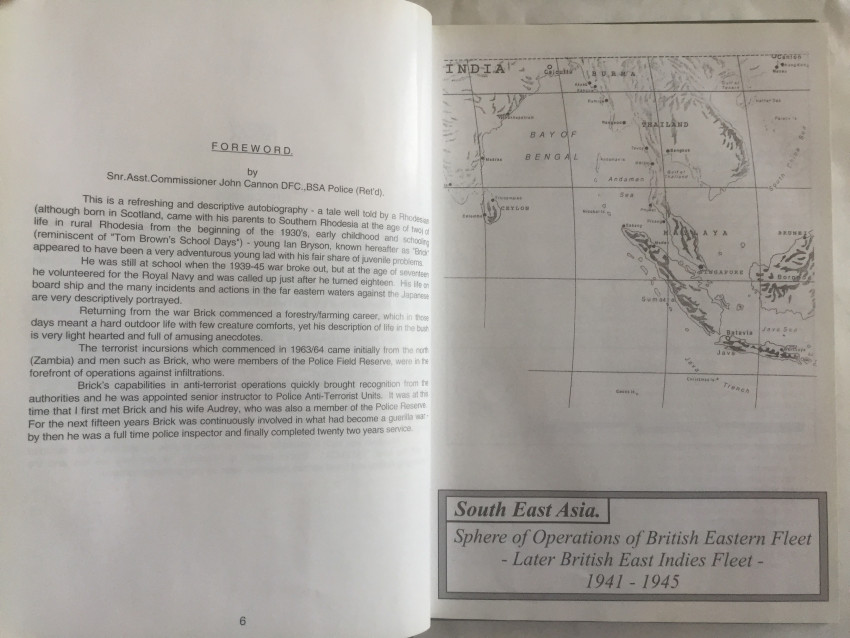 FOREWORD.
by
Snr.Asst.Commissioner John Cannon DFC.,BSA Police (Ret'd).
This is a refreshing and descriptive autobiography - a tale well told by a Rhodesian
(although born in Scotland, came with his parents to Southern Rhodesia at the age of two) of
life in rural Rhodesia from the beginning of the 1930's, early childhood and schooling
(reminiscent of "Tom Brown's School Days") - young Ian Bryson, known hereafter as "Brick"
appeared to have been a very adventurous young lad with his fair share of juvenile problems.
He was still at school when the 1939-45 war broke out, but at the age of seventeen
he volunteered for the Royal Navy and was called up just after he turned eighteen. His life on
board ship and the many incidents and actions in the far eastern waters against the Japanese
are very descriptively portrayed.
Returning from the war Brick commenced a forestry/farming career, which in those
days meant a hard outdoor life with few creature comforts, yet his description of life in the bush
is very light hearted and full of amusing anecdotes.
The terrorist incursions which commenced in 1963/64 came initially from the north
(Zambia) and men such as Brick, who were members of the Police Field Reserve, were in the
forefront of operations against infiltrations.
Brick's capabilities in anti-terrorist operations quickly brought recognition from the
authorities and he was appointed senior instructor to Police Anti-Terrorist Units. It was at the
time that I first met Brick and his wife Audrey, who was also a member of the Police Reserve.
For the next fifteen years Brick was continuously involved in what had become a guerilla war -
by then he was a full time police inspector and finally completed twenty two years service.
6
INDIA
Calcutta
BURMA
Canton
THAILAND
BAY OF
BENGAL
Bangkok
Madras
Andaman
Sea
South China Sea
CEYLON
Colombo
MALAYA
BRUNEI
SINGAPORE
Borneo
Sumatra
Batavia
Java Sea
Java
Java
Trench
South East Asia.
Sphere of Operations of British Eastern Fleet
- Later British East Indies Fleet -
1941 - 1945